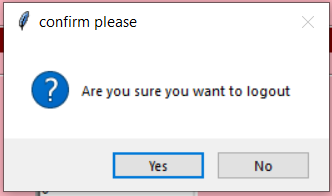 confirm please
Are you sure you want to logout
Yes
No